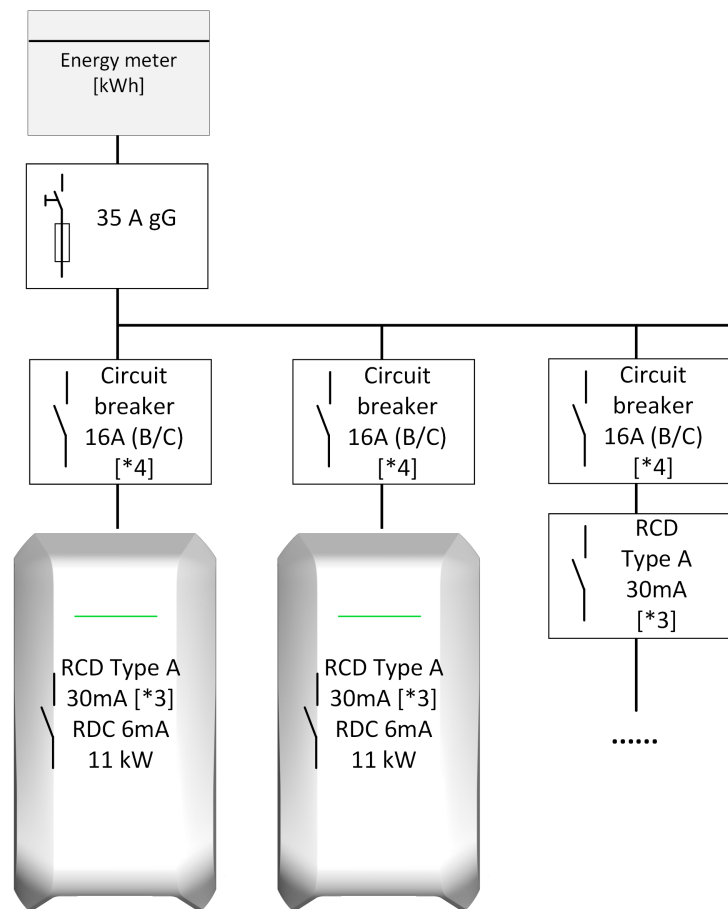 Energy meter
[kWh]
35 A gG
Circuit
breaker
16A (B/C)
[*4]
Circuit
breaker
16A (B/C)
[*4]
Circuit
breaker
16A (B/C)
[*4]
RCD
Type A
30mA
[*3]
RCD Type A
30mA [*3]
RDC 6mA
11 kW
RCD Type A
30mA [*3]
RDC 6mA
11 kW
......